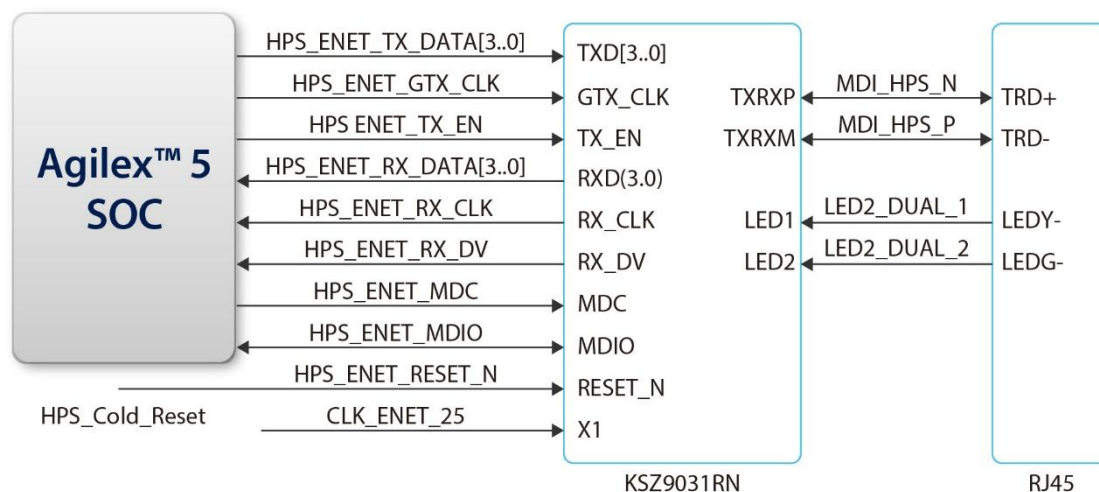 HPS_ENET_TX_DATA[3..0]
TXD[3..0]
HPS_ENET_GTX_CLK
GTX_CLK
TXRXP
MDI_HPS_N
TRD+
HPS ENET_TX_EN
TX_EN
TXRXM
MDI_HPS_P
TRD-
Agilex™ 5
SOC
HPS_ENET_RX_DATA[3..0]
RXD(3.0)
HPS_ENET_RX_CLK
RX_CLK
LED1
LED2_DUAL_1
LEDY-
HPS_ENET_RX_DV
RX_DV
LED2
LED2_DUAL_2
LEDG-
HPS_ENET_MDC
MDC
HPS_ENET_MDIO
MDIO
HPS_ENET_RESET_N
RESET_N
HPS_Cold_Reset
CLK_ENET_25
X1
KSZ9031RN
RJ45